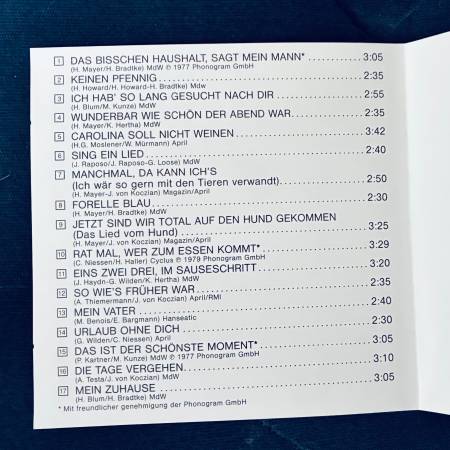 1 DAS BISSCHEN HAUSHALT, SAGT MEIN MANN* 3:05
(H. Mayer/H. Bradtke) MdW ℗ 1977 Phonogram GmbH
2 KEINEN PFENNIG 2:35
(H. Howard/H. Howard-H. Bradtke) Mdw
3 ICH HAB' SO LANG GESUCHT NACH DIR 2:55
(H. Blum/M. Kunze) MdW
4 WUNDERBAR WIE SCHÖN DER ABEND WAR 2:35
(H. Mayer/K. Hertha) MdW
5 CAROLINA SOLL NICHT WEINEN 3:42
(H.G. Moslener/W. Mürmann) April
6 SING EIN LIED 2:40
(J. Raposo/J. Raposo-G. Loose) MdW
7 MANCHMAL, DA KANN ICH'S
(Ich wär so gern mit den Tieren verwandt) 2:50
(H. Mayer-J. von Koczian) Magazin/April
8 FORELLE BLAU 2:30
(H. Mayer/H. Bradtke) MdW
9 JETZT SIND WIR TOTAL AUF DEN HUND GEKOMMEN
(Das Lied vom Hund) 3:25
(H. Mayer/J. von Koczian) Magazin/April
10 RAT MAL, WER ZUM ESSEN KOMMT* 3:29
(C. Niessen/H. Haller) Cyclus ℗ 1979 Phonogram GmbH
11 EINS ZWEI DREI, IM SAUSESCHRITT 3:20
(J. Haydn-G. Wilden/K. Hertha) MdW
12 SO WIE'S FRÜHER WAR 2:35
(A. Thiemermann/J. von Koczian) April/RMI
13 MEIN VATER 2:40
(M. Benois/E. Bargmann) Hanseatic
14 URLAUB OHNE DICH 2:30
(G. Wilden/C. Niessen) April
15 DAS IST DER SCHÖNSTE MOMENT* 3:05
(P. Kartner/M. Kunze) MdW ℗ 1977 Phonogram GmbH
16 DIE TAGE VERGEHEN 3:10
(A. Testa/J. von Koczian) MdW
17 MEIN ZUHAUSE 3:05
(H. Blum/H. Bradtke) MdW
* Mit freundlicher genehmigung der Phonogram GmbH